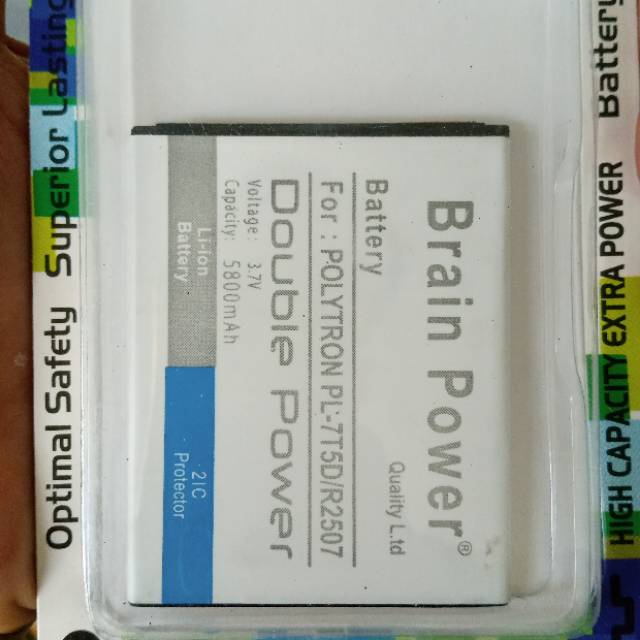 Brain Power®
Quality L.td
Battery
For : POLYTRON PL-7T5D/R2507
Double Power
Voltage: 3.7V
Capacity: 5800mAh
Li-ion
Battery
2IC
Protector
Optimal Safety Superior Lasting
HIGH CAPACITY EXTRA POWER Battery